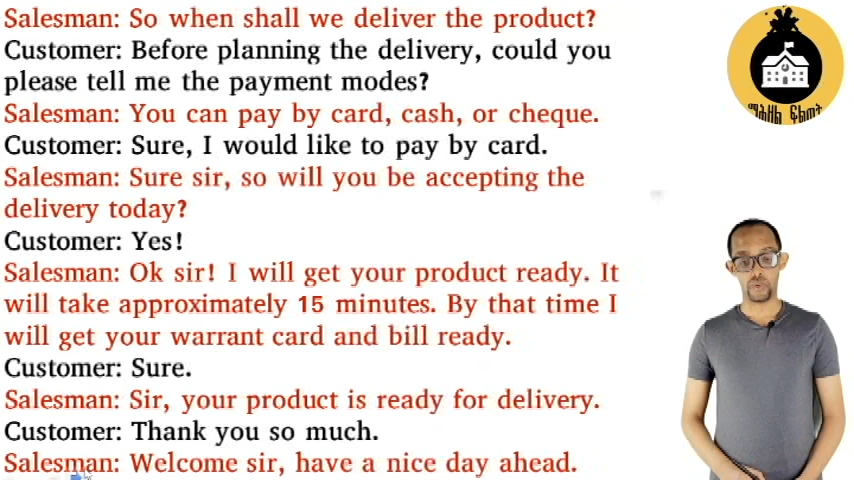 Salesman: So when shall we deliver the product?
Customer: Before planning the delivery, could you
please tell me the payment modes?
Salesman: You can pay by card, cash, or cheque.
Customer: Sure, I would like to pay by card.
Salesman: Sure sir, so will you be accepting the
delivery today?
Customer: Yes!
Salesman: Ok sir! I will get your product ready. It
will take approximately 15 minutes. By that time I
will get your warrant card and bill ready.
Customer: Sure.
Salesman: Sir, your product is ready for delivery.
Customer: Thank you so much.
Salesman: Welcome sir, have a nice day ahead.
ማሕዘል ፍልጠት